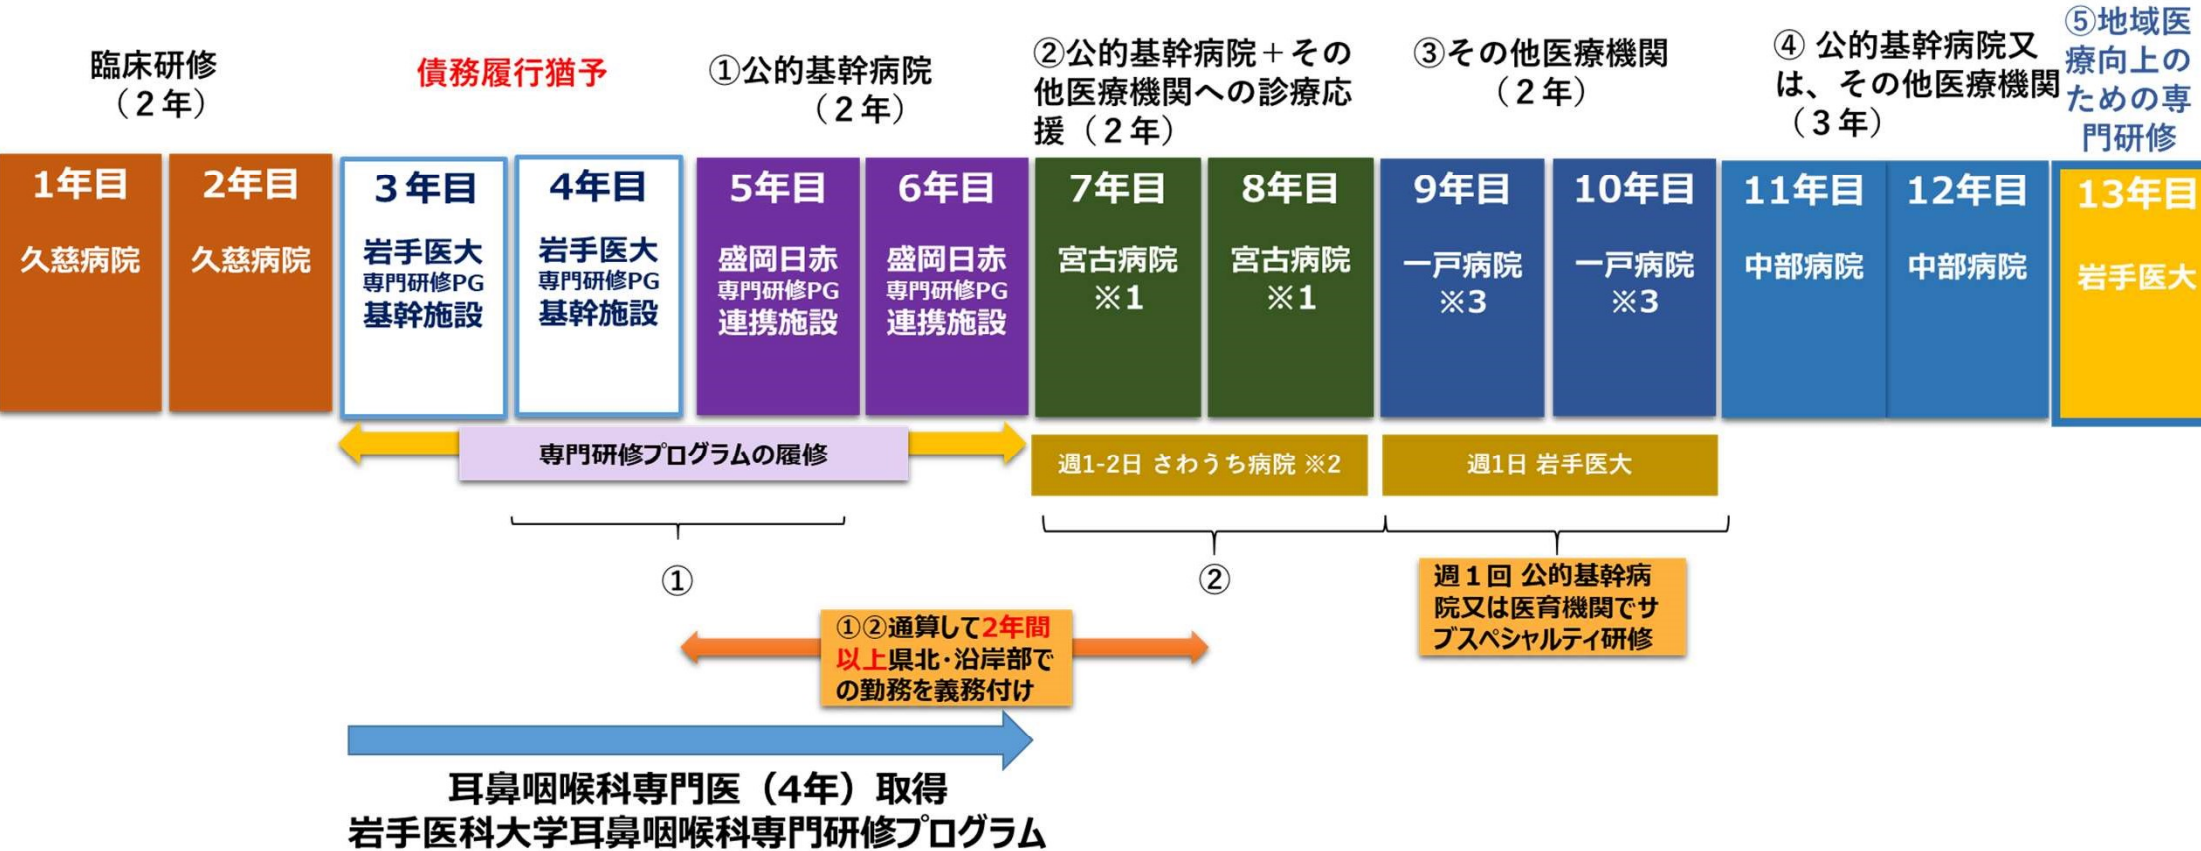 臨床研修
（２年）
債務履行猶予
①公的基幹病院
（２年）
②公的基幹病院＋その
他医療機関への診療応
援（２年）
③その他医療機関
（２年）
④ 公的基幹病院又
は、その他医療機関
（３年）
⑤地域医
療向上の
ための専
門研修
1年目
久慈病院
2年目
久慈病院
３年目
岩手医大
専門研修PG
基幹施設
4年目
岩手医大
専門研修PG
基幹施設
5年目
盛岡日赤
専門研修PG
連携施設
6年目
盛岡日赤
専門研修PG
連携施設
7年目
宮古病院
※1
8年目
宮古病院
※1
9年目
一戸病院
※3
10年目
一戸病院
※3
11年目
中部病院
12年目
中部病院
13年目
岩手医大
専門研修プログラムの履修
週1-2日 さわうち病院 ※2
週1日 岩手医大
①
②
週１回 公的基幹病
院又は医育機関でサ
ブスペシャルティ研修
①②通算して2年間
以上県北･沿岸部で
の勤務を義務付け
耳鼻咽喉科専門医（4年）取得
岩手医科大学耳鼻咽喉科専門研修プログラム